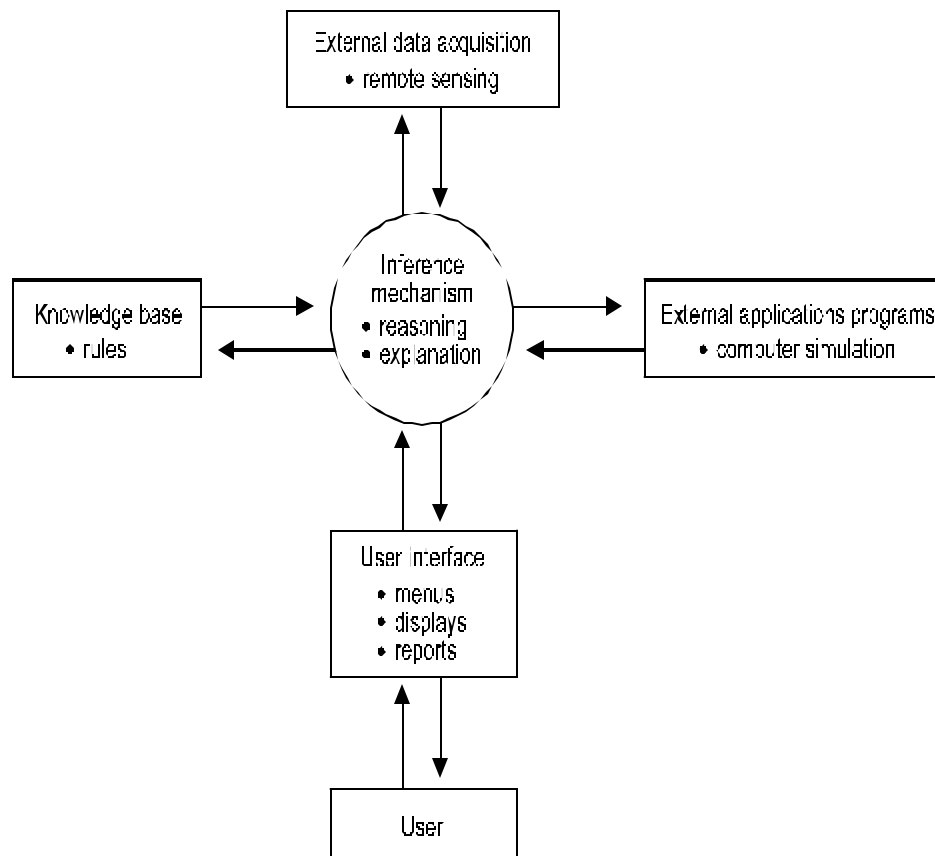 External data acquisition
• remote sensing
Inference
mechanism
• reasoning
• explanation
Knowledge base
• rules
External applications programs
• computer simulation
User Interface
• menus
• displays
• reports
User